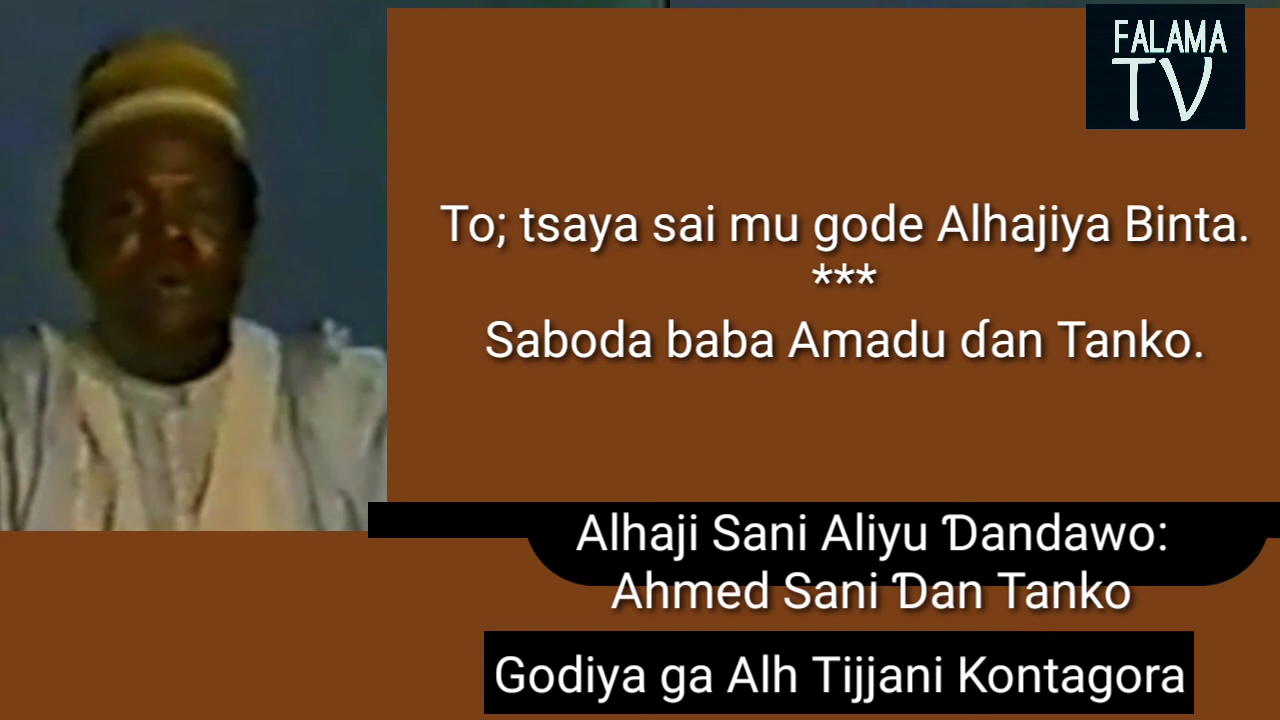 FALAMA
TV
To; tsaya sai mu gode Alhajiya Binta.
***
Saboda baba Amadu ɗan Tanko.
Alhaji Sani Aliyu Ɗandawo:
Ahmed Sani Ɗan Tanko
Godiya ga Alh Tijjani Kontagora